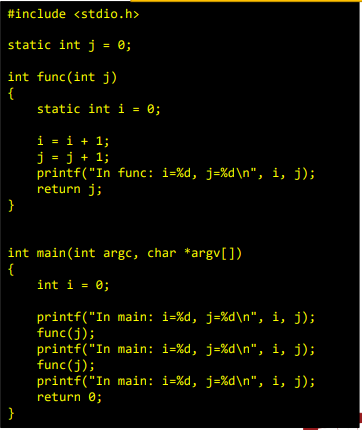 #include <stdio.h>
static int j = 0;
int func(int j)
{
static int i = 0;
i = i + 1;
j = j + 1;
printf("In func: i=%d, j=%d\n", i, j);
return j;
}
int main(int argc, char *argv[])
{
int i = 0;
printf("In main: i=%d, j=%d\n", i, j);
func(j);
printf("In main: i=%d, j=%d\n", i, j);
func(j);
printf("In main: i=%d, j=%d\n", i, j);
return 0;
}